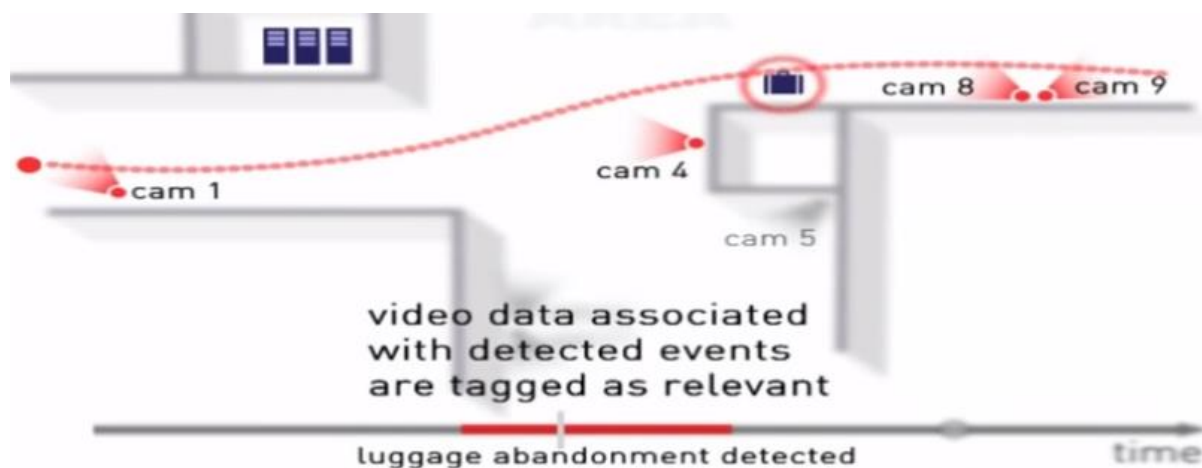 cam 8
cam 9
cam 1
cam 4
cam 5
video data associated
with detected events
are tagged as relevant
luggage abandonment detected
time